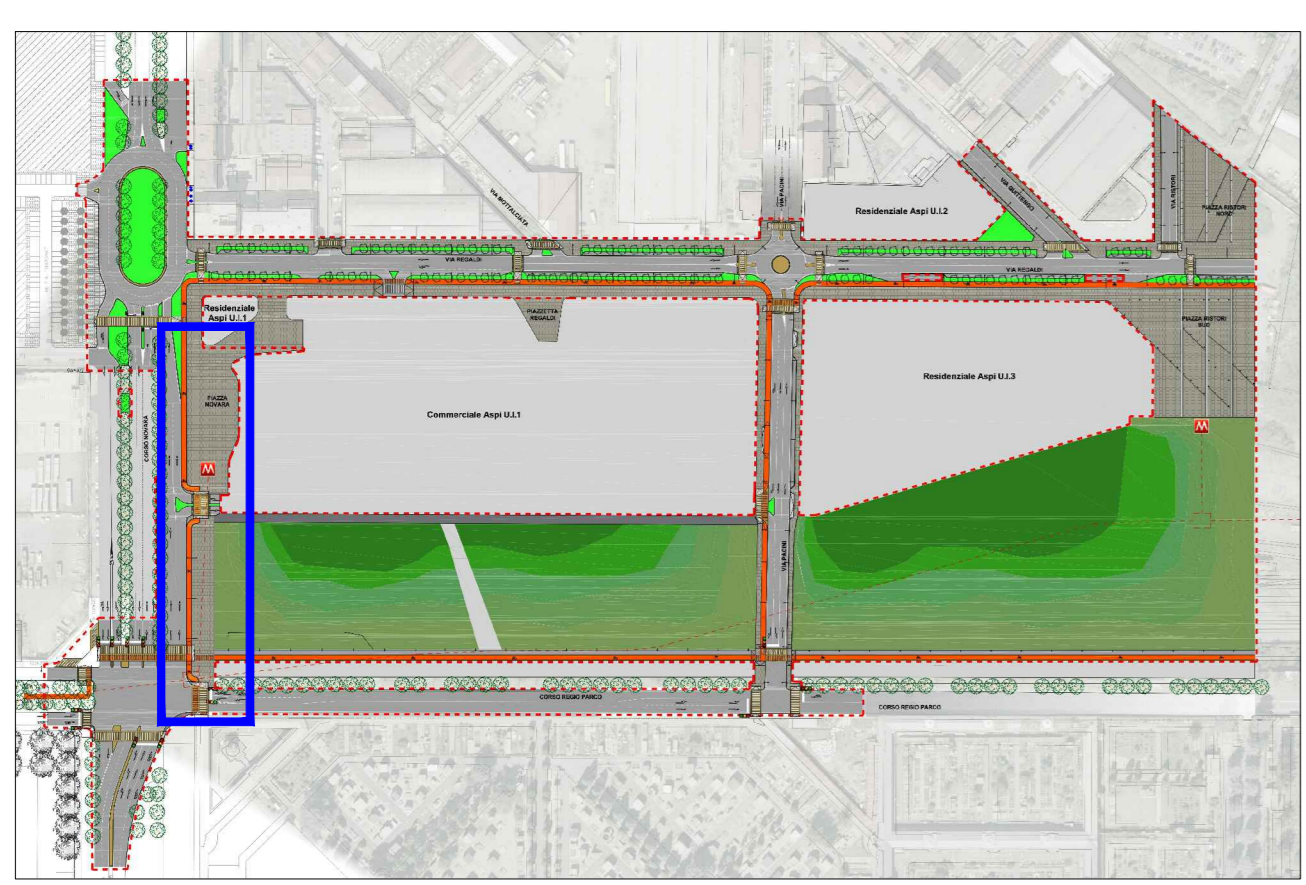 VIA MOTTALCIATA
VIA PACINI
Residenziale Aspi U.I.2
VIA GUITTENGO
VIA RISTORI
PIAZZA RISTORI
NORD
VIA REGALDI
VIA REGALDI
Residenziale
Aspi U.I.1
PIAZZETTA
REGALDI
PIAZZA RISTORI
SUD
PIAZZA
NOVARA
Commerciale Aspi U.I.1
Residenziale Aspi U.I.3
CORSO NOVARA
M
M
VIA PACINI
CORSO REGIO PARCO
CORSO REGIO PARCO